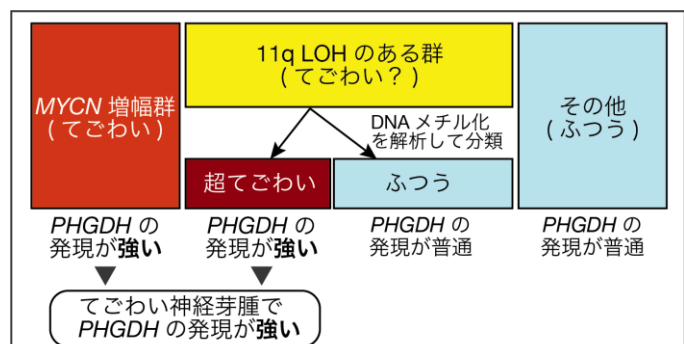 MYCN 増幅群
( てごわい )
11q LOH のある群
( てごわい？ )
DNA メチル化
を解析して分類
超てごわい
ふつう
その他
( ふつう )
PHGDH の
発現が強い
PHGDH の
発現が強い
PHGDH の
発現が普通
PHGDH の
発現が普通
てごわい神経芽腫で
PHGDH の発現が強い